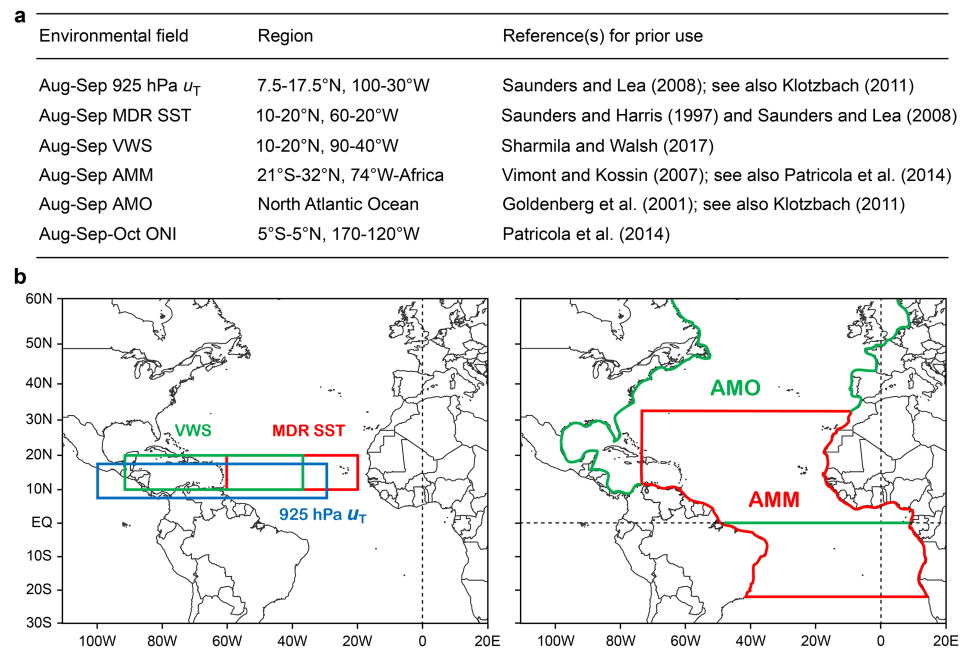 a
Environmental field Region Reference(s) for prior use
Aug-Sep 925 hPa uT 7.5-17.5°N, 100-30°W Saunders and Lea (2008); see also Klotzbach (2011)
Aug-Sep MDR SST 10-20°N, 60-20°W Saunders and Harris (1997) and Saunders and Lea (2008)
Aug-Sep VWS 10-20°N, 90-40°W Sharmila and Walsh (2017)
Aug-Sep AMM 21°S-32°N, 74°W-Africa Vimont and Kossin (2007); see also Patricola et al. (2014)
Aug-Sep AMO North Atlantic Ocean Goldenberg et al. (2001); see also Klotzbach (2011)
Aug-Sep-Oct ONI 5°S-5°N, 170-120°W Patricola et al. (2014)
b
60N
50N
40N
30N
20N
10N
EQ
10S
20S
30S
VWS MDR SST
925 hPa uT
100W 80W 60W 40W 20W 0 20E
AMO
AMM
100W 80W 60W 40W 20W 0 20E